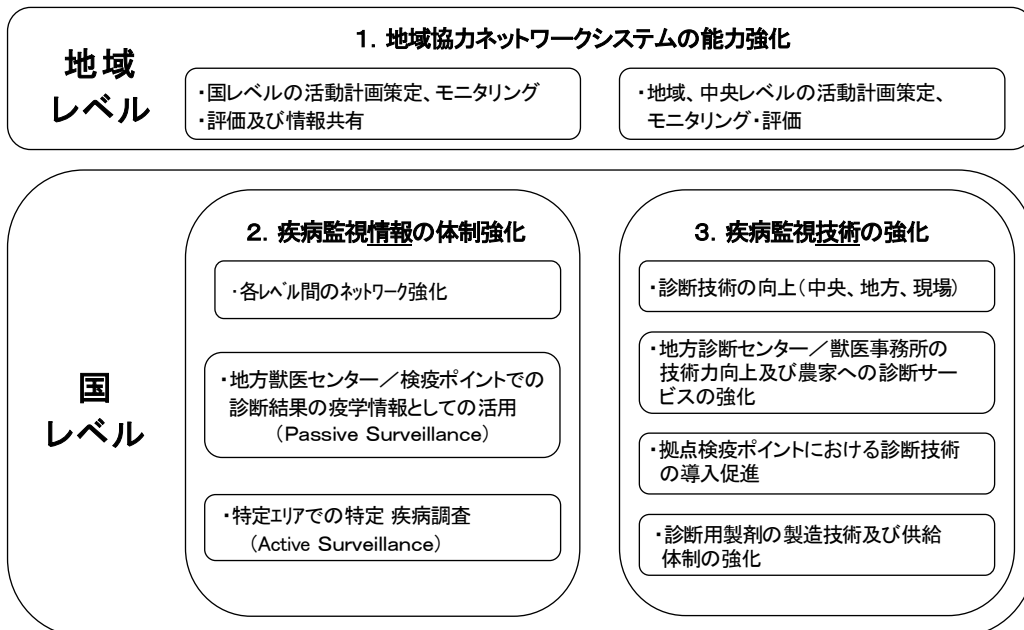 地域
レベル
1．地域協力ネットワークシステムの能力強化
・国レベルの活動計画策定、モニタリング
・評価及び情報共有
・地域、中央レベルの活動計画策定、
モニタリング・評価
国
レベル
2．疾病監視情報の体制強化
・各ﾚﾍﾞﾙ間のネットワーク強化
・地方獣医センター／検疫ポイントでの
診断結果の疫学情報としての活用
（Passive Surveillance）
・特定ｴﾘｱでの特定 疾病調査
（Active Surveillance）
3．疾病監視技術の強化
・診断技術の向上（中央、地方、現場）
・地方診断センター／獣医事務所の
技術力向上及び農家への診断サー
ビスの強化
・拠点検疫ポイントにおける診断技術
の導入促進
・診断用製剤の製造技術及び供給
体制の強化